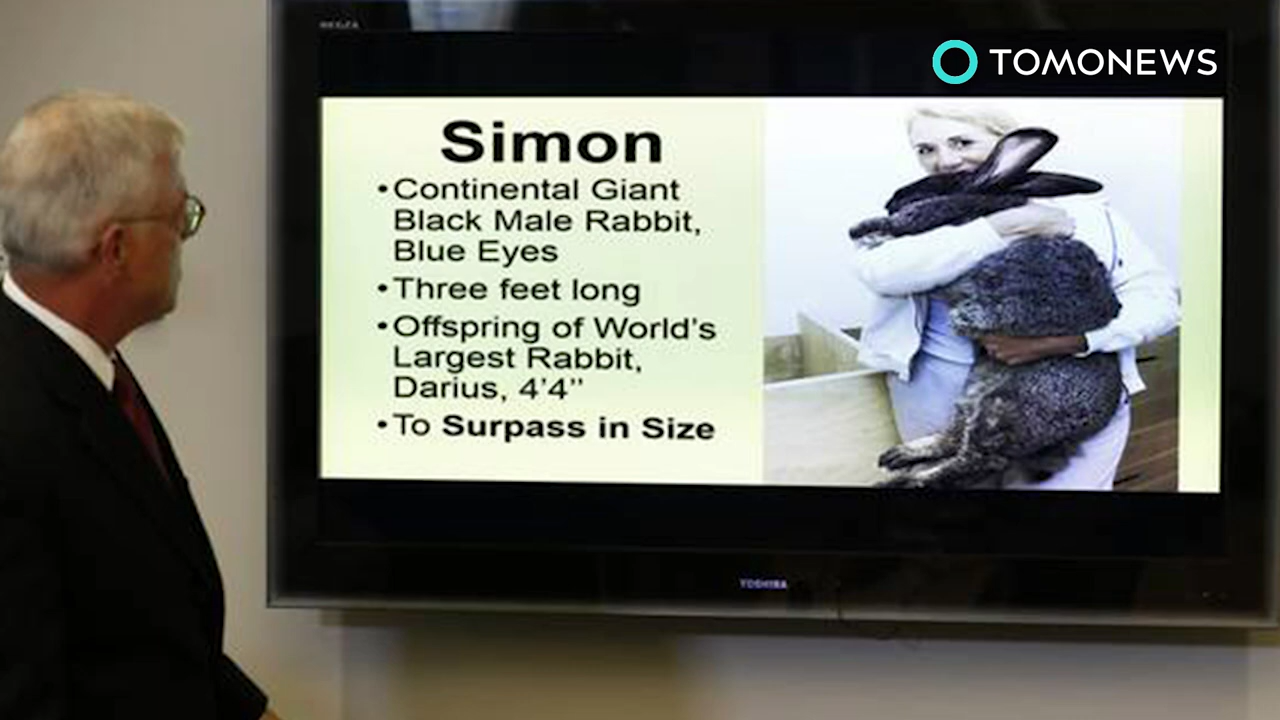 TOMONEWS
Simon
•Continental Giant
Black Male Rabbit,
Blue Eyes
•Three feet long
•Offspring of World's
Largest Rabbit,
Darius, 4'4"
•To Surpass in Size
TOSHIBA